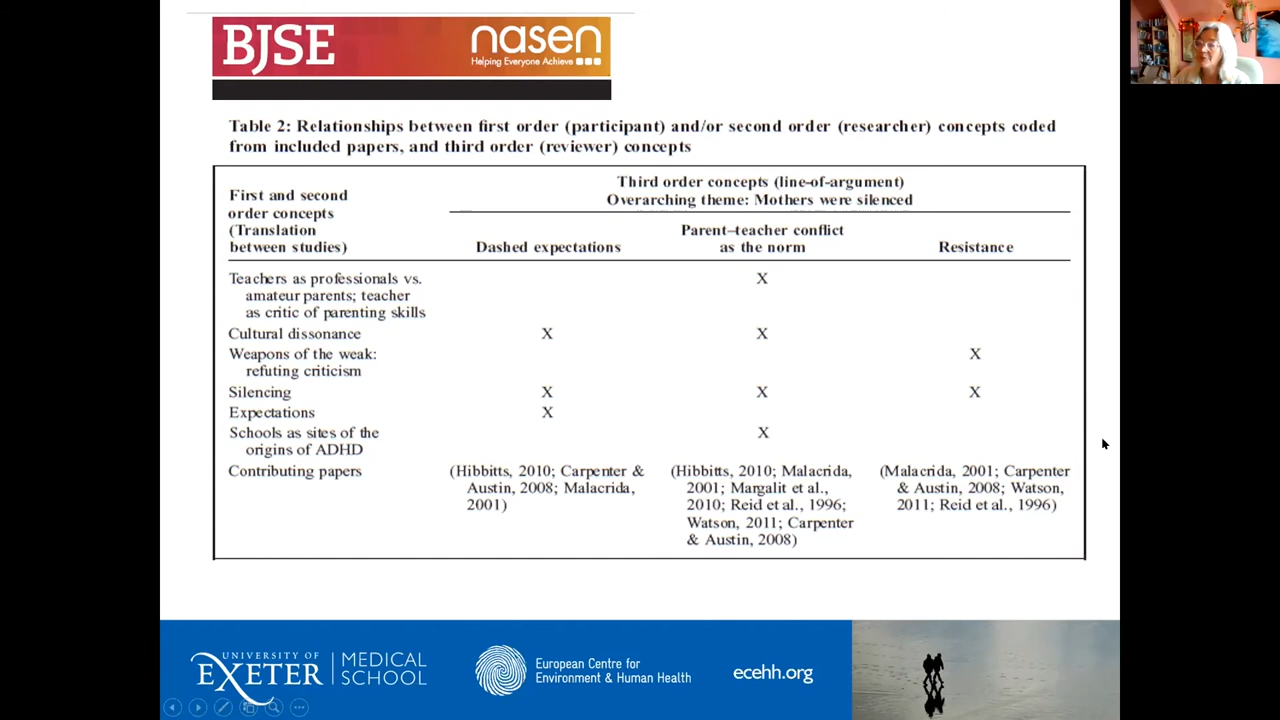 BJSE
nasen
Helping Everyone Achieve
Table 2: Relationships between first order (participant) and/or second order (researcher) concepts coded
from included papers, and third order (reviewer) concepts
First and second
order concepts
(Translation
between studies)
Third order concepts (line-of-argument)
Overarching theme: Mothers were silenced
Dashed expectations
Parent–teacher conflict
as the norm
Resistance
Teachers as professionals vs.
amateur parents; teacher
as critic of parenting skills
X
Cultural dissonance X X
Weapons of the weak:
refuting criticism
X
Silencing X X X
Expectations X
Schools as sites of the
origins of ADHD
X
Contributing papers
(Hibbitts, 2010; Carpenter &
Austin, 2008; Malacrida,
2001)
(Hibbitts, 2010; Malacrida,
2001; Margalit et al.,
2010; Reid et al., 1996;
Watson, 2011; Carpenter
& Austin, 2008)
(Malacrida, 2001; Carpenter
& Austin, 2008; Watson,
2011; Reid et al., 1996)
UNIVERSITY OF
EXETER
MEDICAL
SCHOOL
European Centre for
Environment & Human Health
ecehh.org